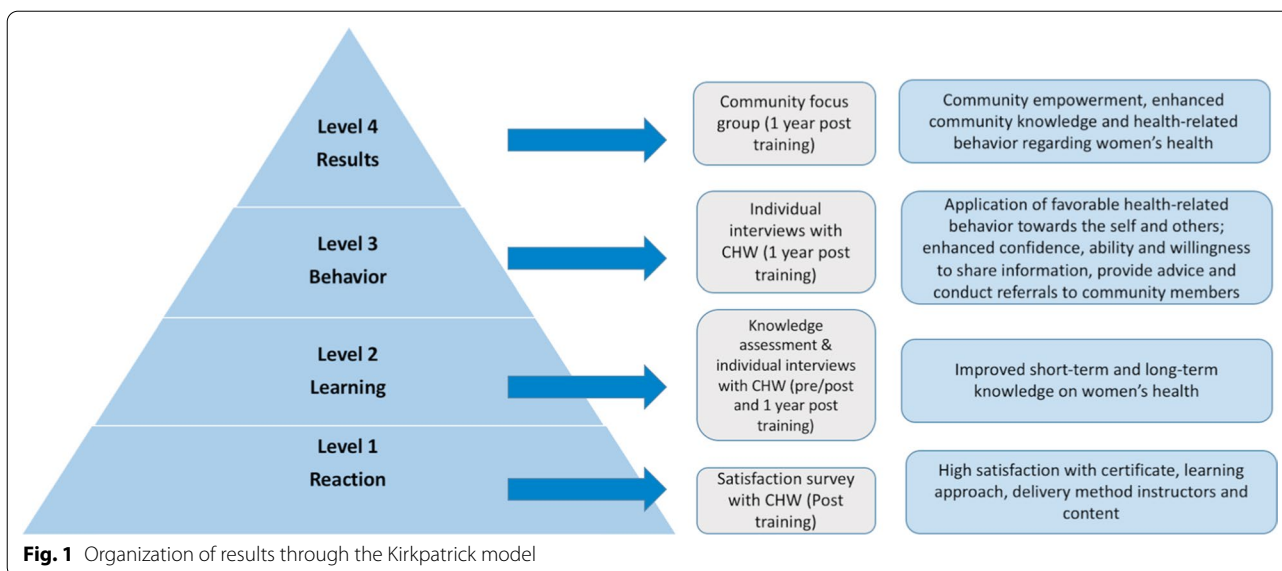 Level 4
Results
Community focus
group (1 year post
training)
Community empowerment, enhanced
community knowledge and health-related
behavior regarding women's health
Level 3
Behavior
Individual
interviews with
CHW (1 year post
training)
Application of favorable health-related
behavior towards the self and others;
enhanced confidence, ability and willingness
to share information, provide advice and
conduct referrals to community members
Level 2
Learning
Knowledge
assessment &
individual interviews
with CHW (pre/post
and 1 year post
training)
Improved short-term and long-term
knowledge on women's health
Level 1
Reaction
Satisfaction survey
with CHW (Post
training)
High satisfaction with certificate, learning
approach, delivery method instructors and
content
Fig. 1 Organization of results through the Kirkpatrick model